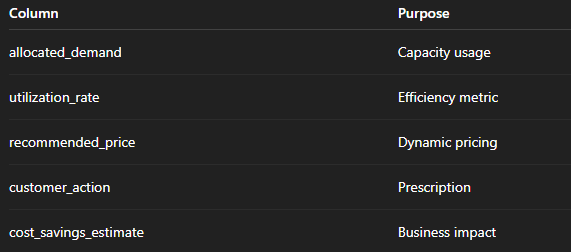 Column Purpose
allocated_demand Capacity usage
utilization_rate Efficiency metric
recommended_price Dynamic pricing
customer_action Prescription
cost_savings_estimate Business impact